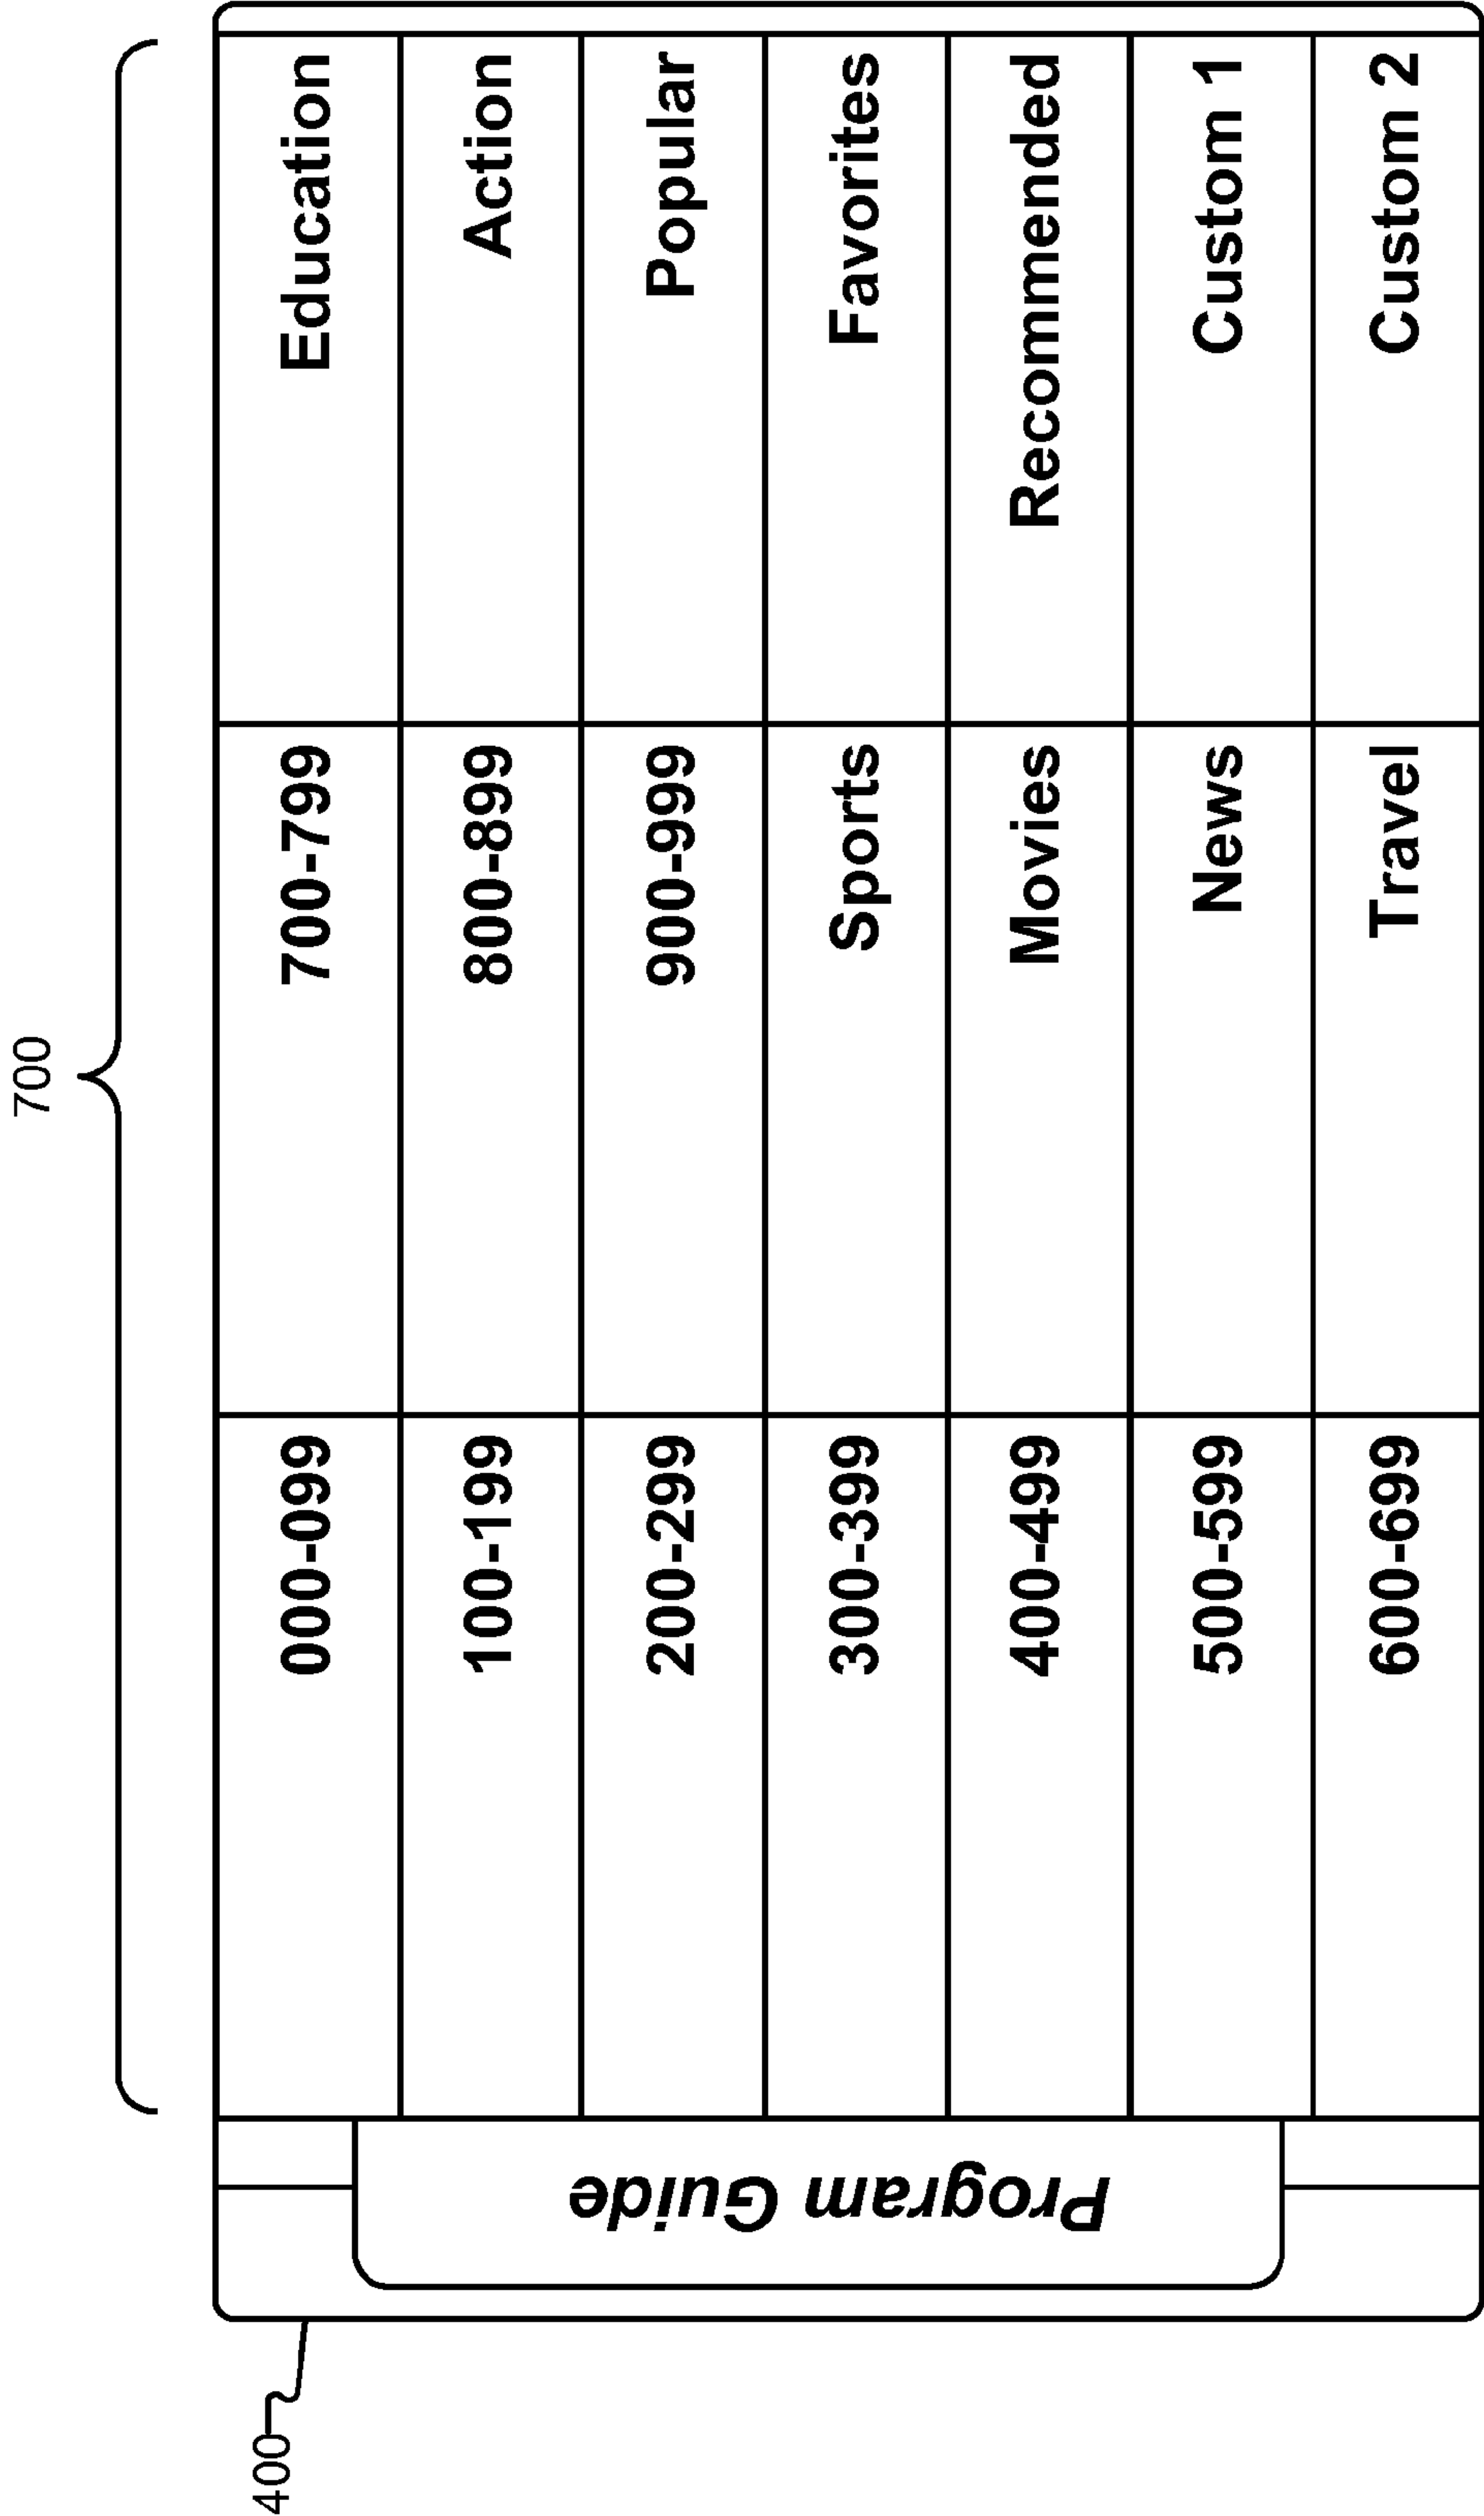 700
400
Program Guide
000-099 700-799 Education
100-199 800-899 Action
200-299 900-999 Popular
300-399 Sports Favorites
400-499 Movies Recommended
500-599 News Custom 1
600-699 Travel Custom 2